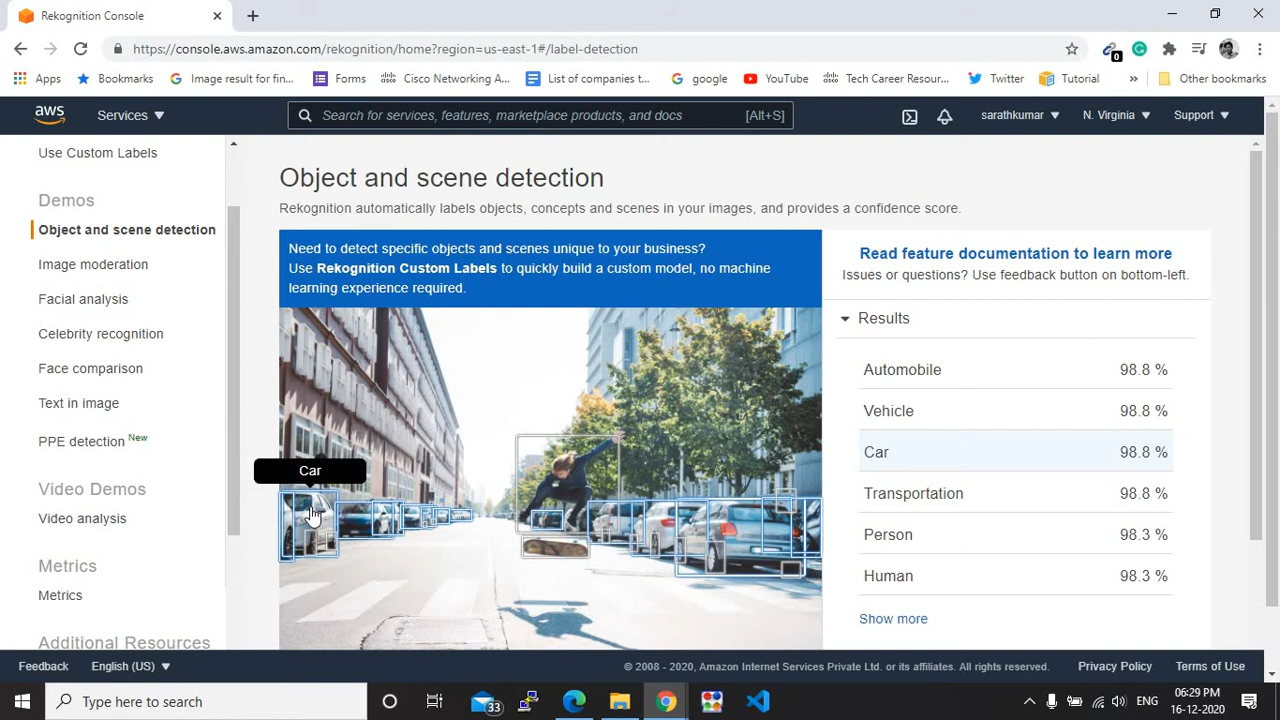 Rekognition Console
https://console.aws.amazon.com/rekognition/home?region=us-east-1#/label-detection
0
Apps Bookmarks Image result for fin... Forms Cisco Networking A... List of companies t... google YouTube Tech Career Resour... Twitter Tutorial » Other bookmarks
aws Services Search for services, features, marketplace products, and docs [Alt+S] sarathkumar N. Virginia Support
Use Custom Labels
Demos
Object and scene detection
Image moderation
Facial analysis
Celebrity recognition
Face comparison
Text in image
PPE detection New
Video Demos
Video analysis
Metrics
Metrics
Additional Resources
Object and scene detection
Rekognition automatically labels objects, concepts and scenes in your images, and provides a confidence score.
Need to detect specific objects and scenes unique to your business?
Use Rekognition Custom Labels to quickly build a custom model, no machine
learning experience required.
Car
Read feature documentation to learn more
Issues or questions? Use feedback button on bottom-left.
Results
Automobile 98.8 %
Vehicle 98.8 %
Car 98.8 %
Transportation 98.8 %
Person 98.3 %
Human 98.3 %
Show more
Feedback English (US) © 2008 - 2020, Amazon Internet Services Private Ltd. or its affiliates. All rights reserved. Privacy Policy Terms of Use
Type here to search 33 ENG 06:29 PM
16-12-2020